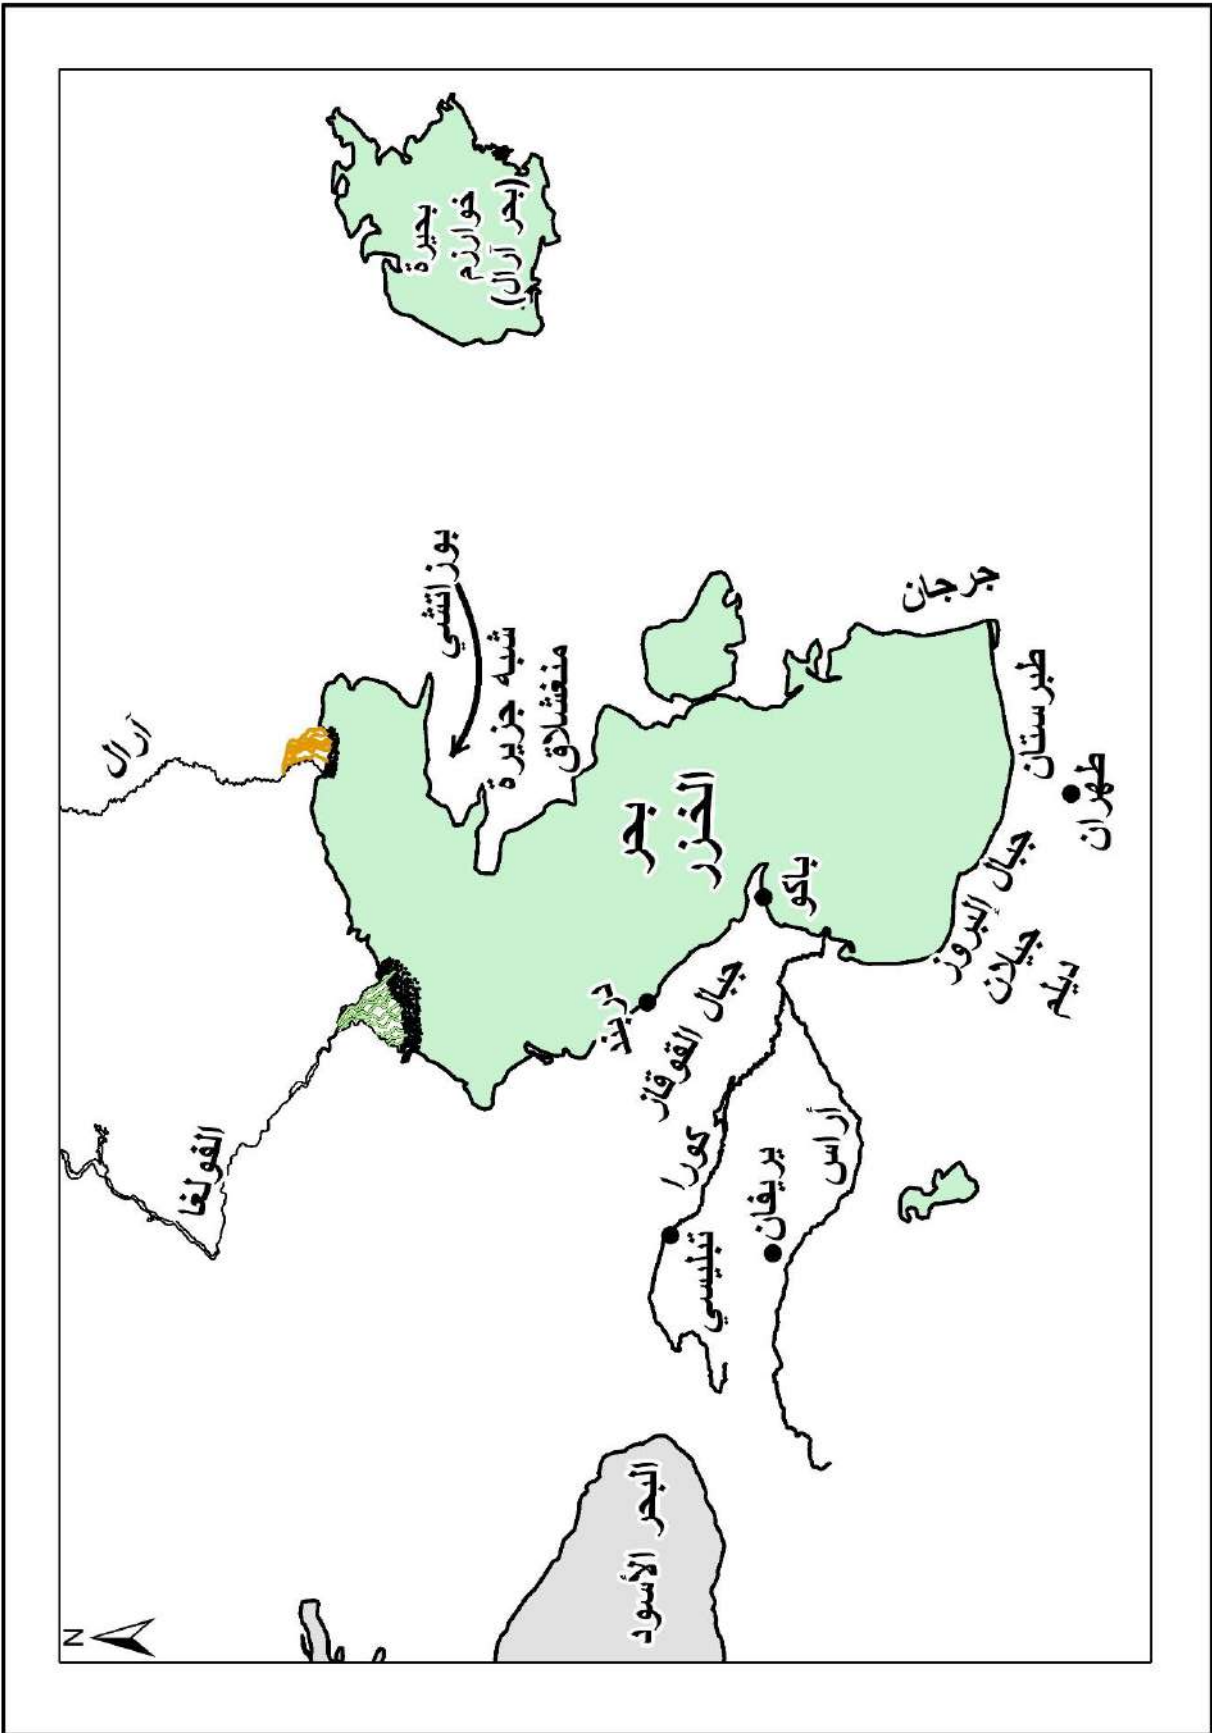 N
آرال
بحيرة
خوارزم
(بحر آرال)
الفولغا
بوزاتشي
شبه جزيرة
منغشلاق
بحر
الخزر
دربند
جبال القوقاز
باكو
كورا
تبليسي
يريفان
أراس
البحر الأسود
جرجان
طبرستان
طهران
جبال إلبروز
جيلان
ديلم